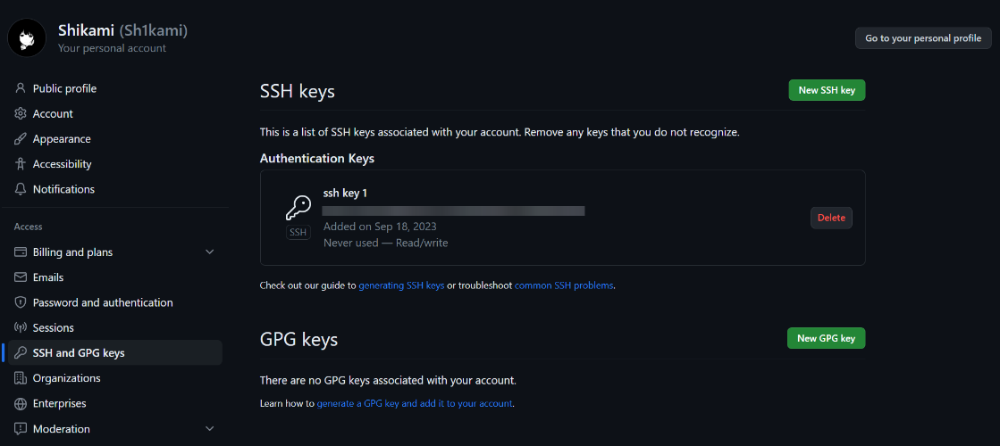 Shikami (Sh1kami)
Your personal account
Go to your personal profile
Public profile
Account
Appearance
Accessibility
Notifications
Access
Billing and plans
Emails
Password and authentication
Sessions
SSH and GPG keys
Organizations
Enterprises
Moderation
SSH keys
New SSH key
This is a list of SSH keys associated with your account. Remove any keys that you do not recognize.
Authentication Keys
ssh key 1
SSH
Added on Sep 18, 2023
Never used — Read/write
Delete
Check out our guide to generating SSH keys or troubleshoot common SSH problems.
GPG keys
New GPG key
There are no GPG keys associated with your account.
Learn how to generate a GPG key and add it to your account.